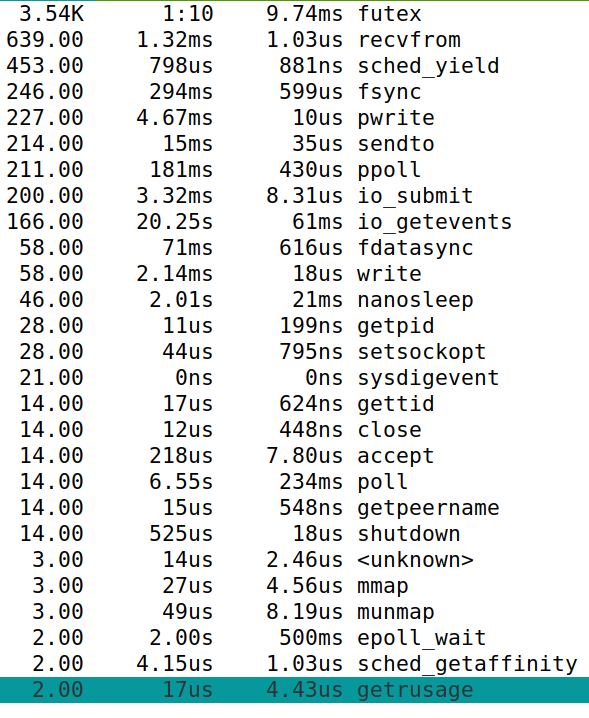 3.54K 1:10 9.74ms futex
639.00 1.32ms 1.03us recvfrom
453.00 798us 881ns sched_yield
246.00 294ms 599us fsync
227.00 4.67ms 10us pwrite
214.00 15ms 35us sendto
211.00 181ms 430us ppoll
200.00 3.32ms 8.31us io_submit
166.00 20.25s 61ms io_getevents
58.00 71ms 616us fdatasync
58.00 2.14ms 18us write
46.00 2.01s 21ms nanosleep
28.00 11us 199ns getpid
28.00 44us 795ns setsockopt
21.00 0ns 0ns sysdigevent
14.00 17us 624ns gettid
14.00 12us 448ns close
14.00 218us 7.80us accept
14.00 6.55s 234ms poll
14.00 15us 548ns getpeername
14.00 525us 18us shutdown
3.00 14us 2.46us <unknown>
3.00 27us 4.56us mmap
3.00 49us 8.19us munmap
2.00 2.00s 500ms epoll_wait
2.00 4.15us 1.03us sched_getaffinity
2.00 17us 4.43us getrusage